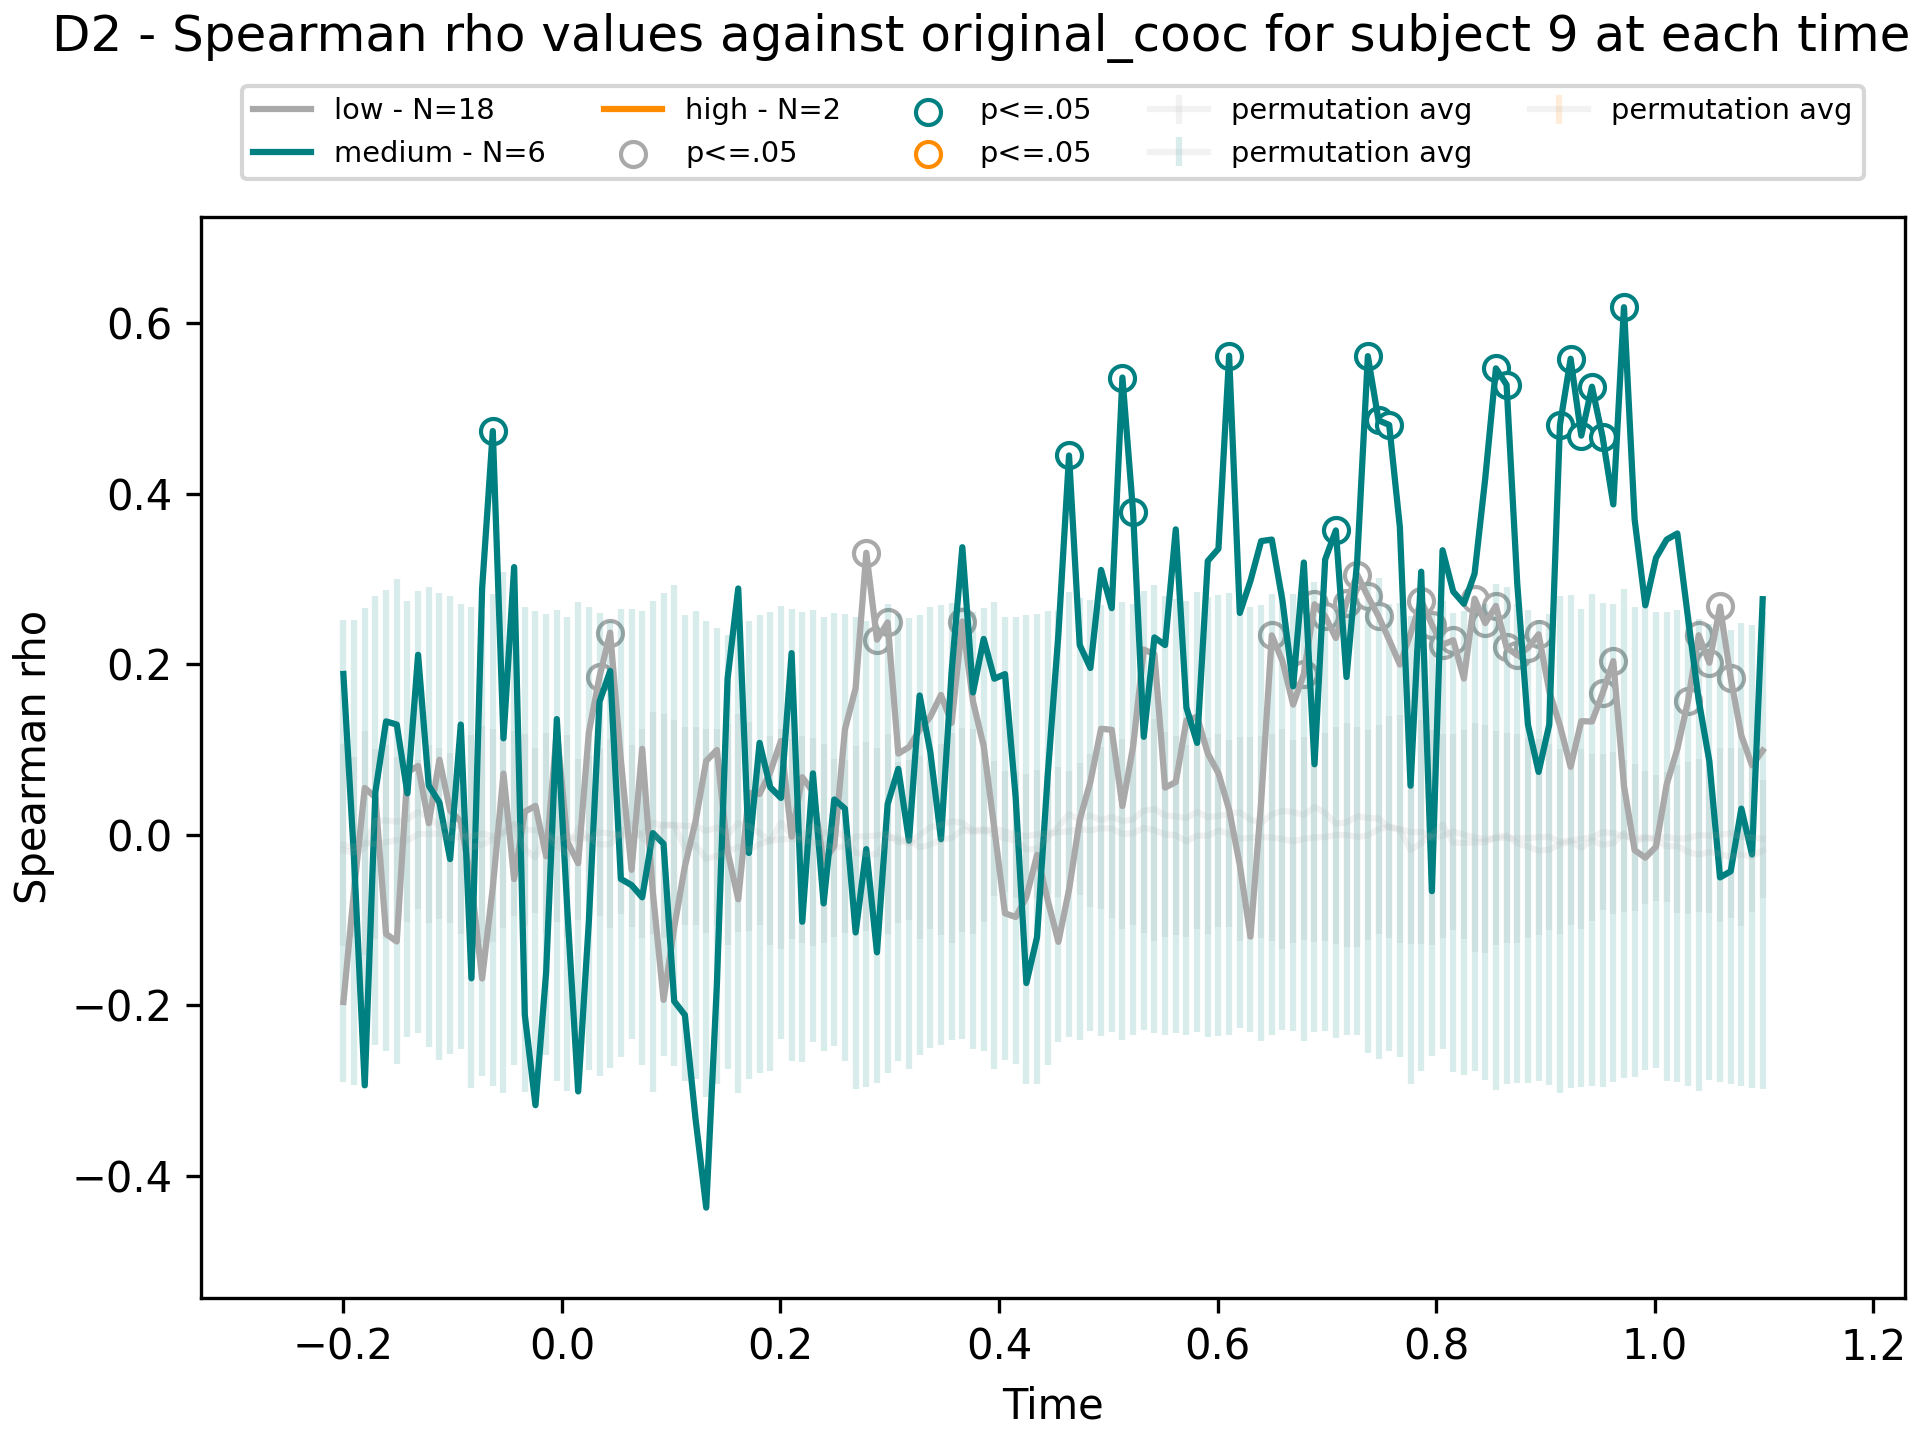 D2 - Spearman rho values against original_cooc for subject 9 at each time
low - N=18 high - N=2 p<=.05 permutation avg permutation avg
medium - N=6 p<=.05 p<=.05 permutation avg
0.6
0.4
0.2
0.0
−0.2
−0.4
Spearman rho
−0.2 0.0 0.2 0.4 0.6 0.8 1.0 1.2
Time